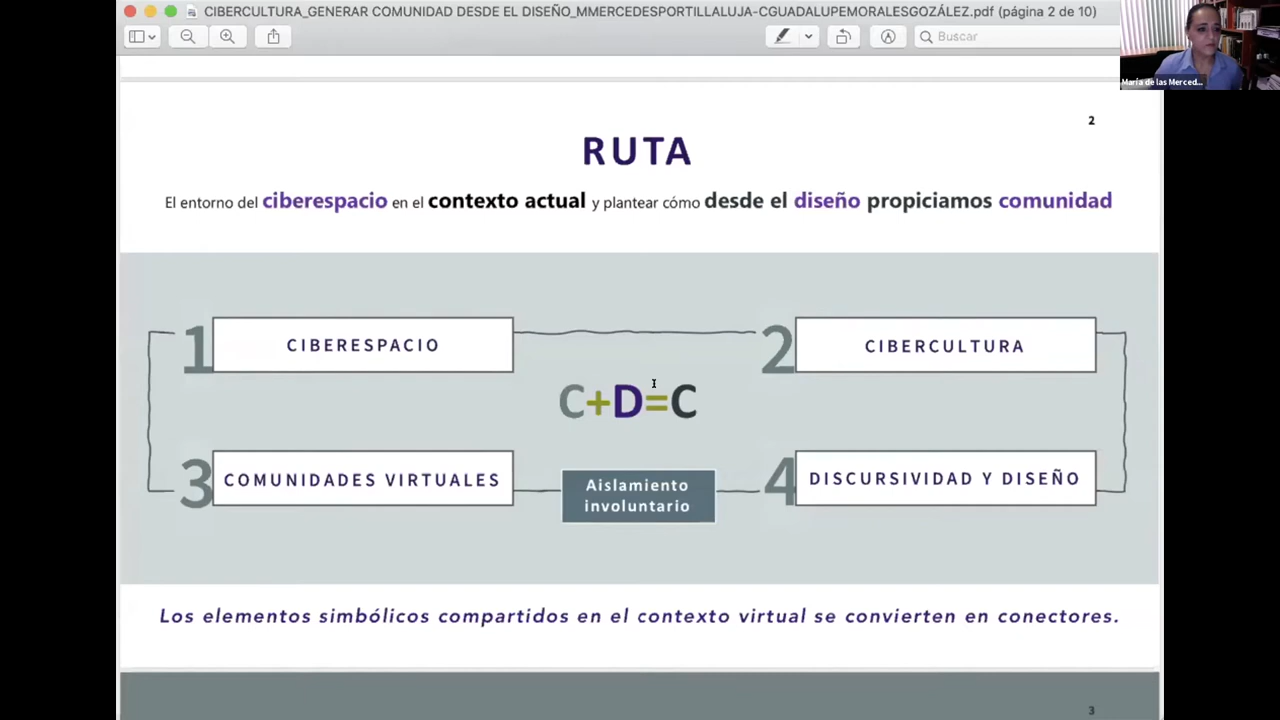 CIBERCULTURA_GENERAR COMUNIDAD DESDE EL DISEÑO_MMERCEDESPORTILLALUJA-CGUADALUPEMORALESGOZÁLEZ.pdf (página 2 de 10)
Buscar
María de las Merced...
2
RUTA
El entorno del ciberespacio en el contexto actual y plantear cómo desde el diseño propiciamos comunidad
1 CIBERESPACIO
2 CIBERCULTURA
C+D=C
3 COMUNIDADES VIRTUALES
Aislamiento
involuntario
4 DISCURSIVIDAD Y DISEÑO
Los elementos simbólicos compartidos en el contexto virtual se convierten en conectores.
3